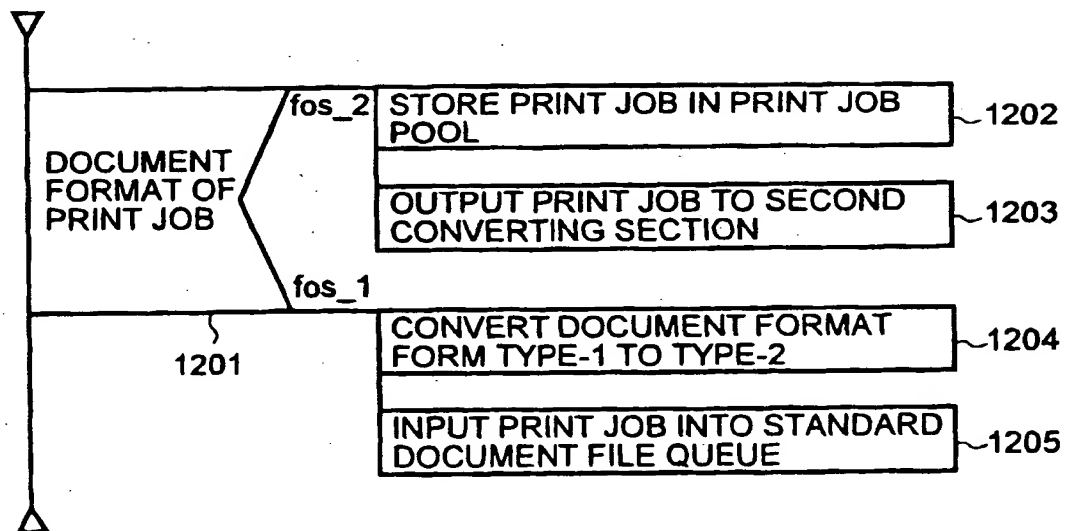 fos_2
STORE PRINT JOB IN PRINT JOB
POOL
1202
DOCUMENT
FORMAT OF
PRINT JOB
OUTPUT PRINT JOB TO SECOND
CONVERTING SECTION
1203
fos_1
1201
CONVERT DOCUMENT FORMAT
FORM TYPE-1 TO TYPE-2
1204
INPUT PRINT JOB INTO STANDARD
DOCUMENT FILE QUEUE
1205